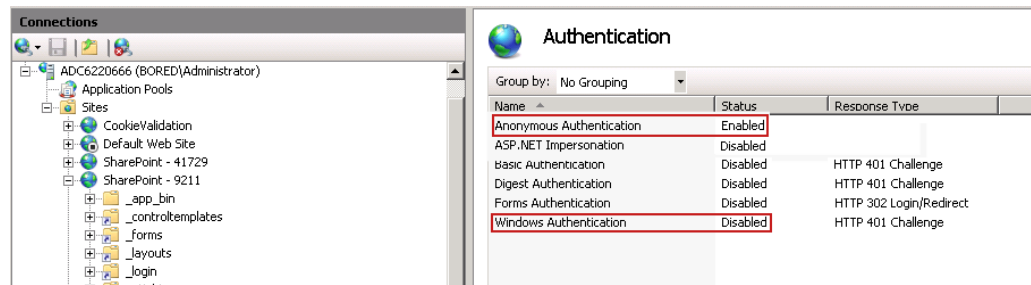 Connections
Authentication
ADC6220666 (BORED\Administrator)
Application Pools
Sites
CookieValidation
Default Web Site
SharePoint - 41729
SharePoint - 9211
_app_bin
_controltemplates
_forms
_layouts
_login
Group by: No Grouping
Name Status Response Type
Anonymous Authentication Enabled
ASP.NET Impersonation Disabled
Basic Authentication Disabled HTTP 401 Challenge
Digest Authentication Disabled HTTP 401 Challenge
Forms Authentication Disabled HTTP 302 Login/Redirect
Windows Authentication Disabled HTTP 401 Challenge